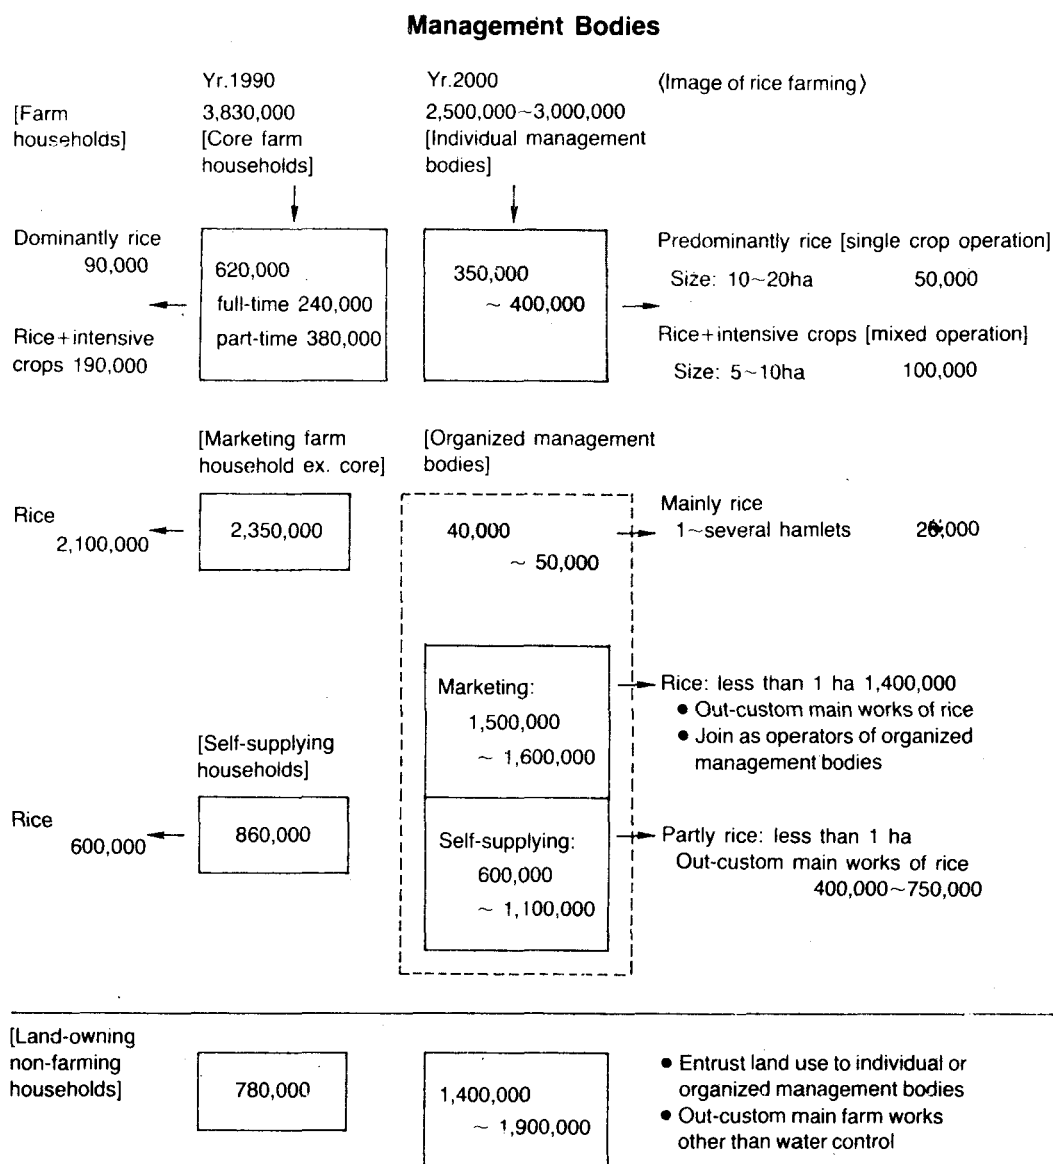 Management Bodies
Yr.1990 Yr.2000 ⟨Image of rice farming⟩
[Farm households] 3,830,000 2,500,000~3,000,000
[Core farm households] [Individual management bodies]
Dominantly rice
90,000
Rice+intensive
crops 190,000
620,000
full-time 240,000
part-time 380,000
350,000
~ 400,000
Predominantly rice [single crop operation]
Size: 10~20ha 50,000
Rice+intensive crops [mixed operation]
Size: 5~10ha 100,000
[Marketing farm
household ex. core]
[Organized management
bodies]
Rice
2,100,000
2,350,000
40,000
~ 50,000
Mainly rice
1~several hamlets
Marketing:
1,500,000
~ 1,600,000
Rice: less than 1 ha 1,400,000
• Out-custom main works of rice
• Join as operators of organized
management bodies
[Self-supplying
households]
Rice
600,000
860,000
Self-supplying:
600,000
~ 1,100,000
Partly rice: less than 1 ha
Out-custom main works of rice
400,000~750,000
[Land-owning
non-farming
households]
780,000
1,400,000
~ 1,900,000
• Entrust land use to individual or
organized management bodies
• Out-custom main farm works
other than water control